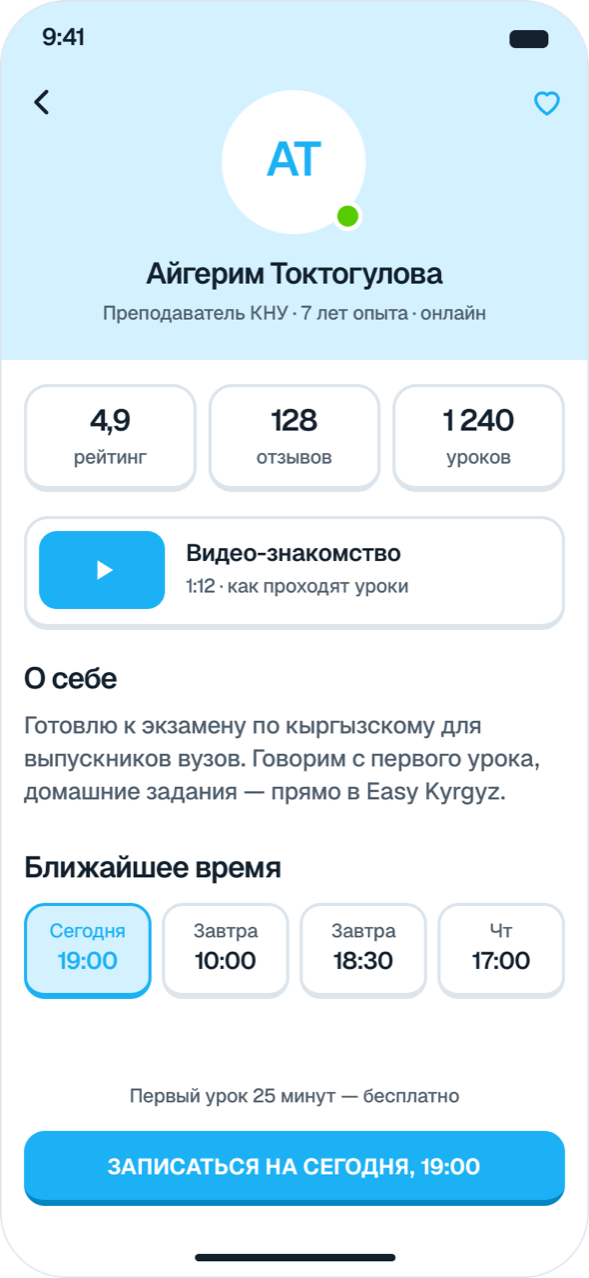 9:41
АТ
Айгерим Токтогулова
Преподаватель КНУ · 7 лет опыта · онлайн
4,9
рейтинг
128
отзывов
1 240
уроков
Видео-знакомство
1:12 · как проходят уроки
О себе
Готовлю к экзамену по кыргызскому для
выпускников вузов. Говорим с первого урока,
домашние задания — прямо в Easy Kyrgyz.
Ближайшее время
Сегодня
19:00
Завтра
10:00
Завтра
18:30
Чт
17:00
Первый урок 25 минут — бесплатно
ЗАПИСАТЬСЯ НА СЕГОДНЯ, 19:00